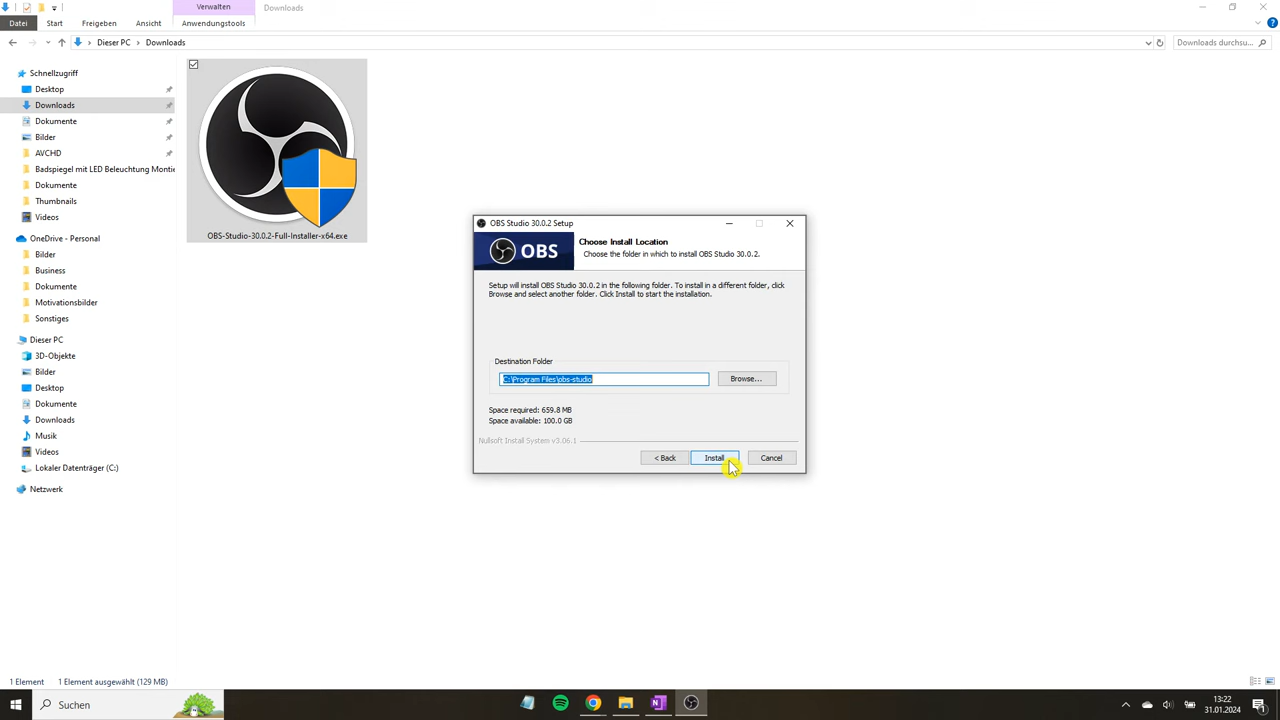 Verwalten
Downloads
Datei
Start
Freigeben
Ansicht
Anwendungstools
Dieser PC
Downloads
Downloads durchsu...
Schnellzugriff
Desktop
Downloads
Dokumente
Bilder
AVCHD
Badspiegel mit LED Beleuchtung Montie
Dokumente
Thumbnails
Videos
OneDrive - Personal
Bilder
Business
Dokumente
Motivationsbilder
Sonstiges
Dieser PC
3D-Objekte
Bilder
Desktop
Dokumente
Downloads
Musik
Videos
Lokaler Datenträger (C:)
Netzwerk
OBS-Studio-30.0.2-Full-Installer-x64.exe
OBS Studio 30.0.2 Setup
OBS
Choose Install Location
Choose the folder in which to install OBS Studio 30.0.2.
Setup will install OBS Studio 30.0.2 in the following folder. To install in a different folder, click
Browse and select another folder. Click Install to start the installation.
Destination Folder
C:\Program Files\obs-studio
Browse...
Space required: 659.8 MB
Space available: 100.0 GB
Nullsoft Install System v3.06.1
< Back
Install
Cancel
1 Element
1 Element ausgewählt (129 MB)
Suchen
13:22
31.01.2024